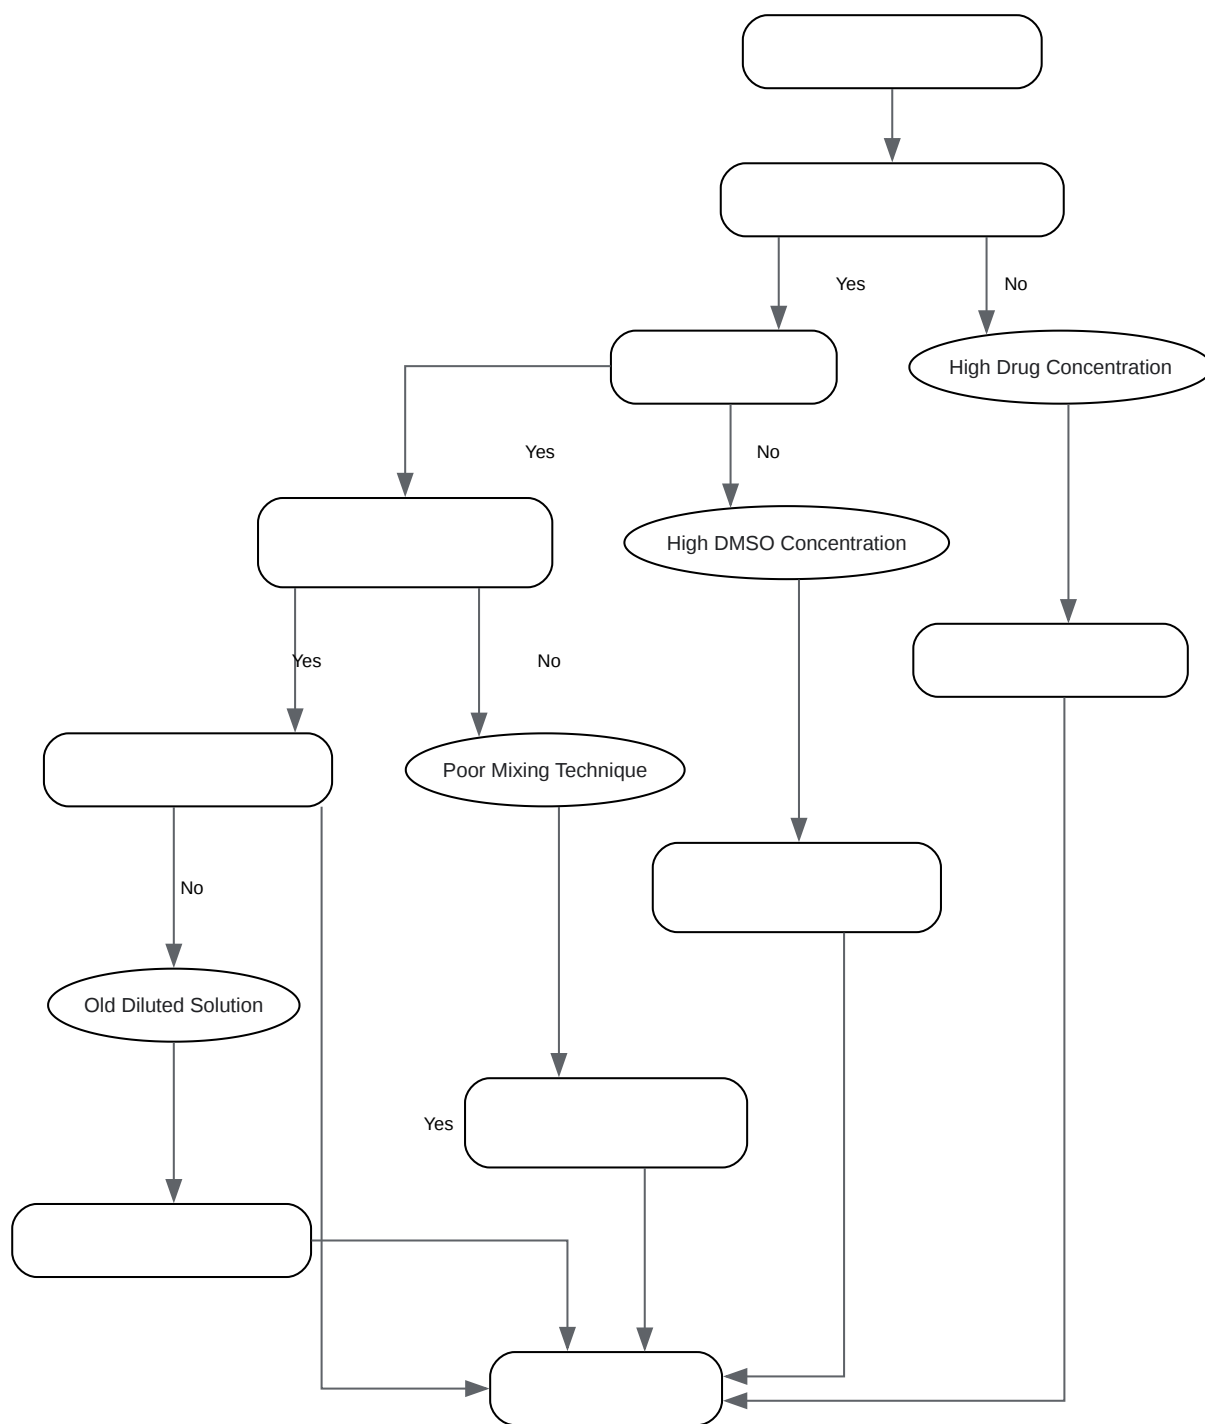 Yes
No
High Drug Concentration
Yes
No
High DMSO Concentration
Yes
No
Poor Mixing Technique
No
Old Diluted Solution
Yes